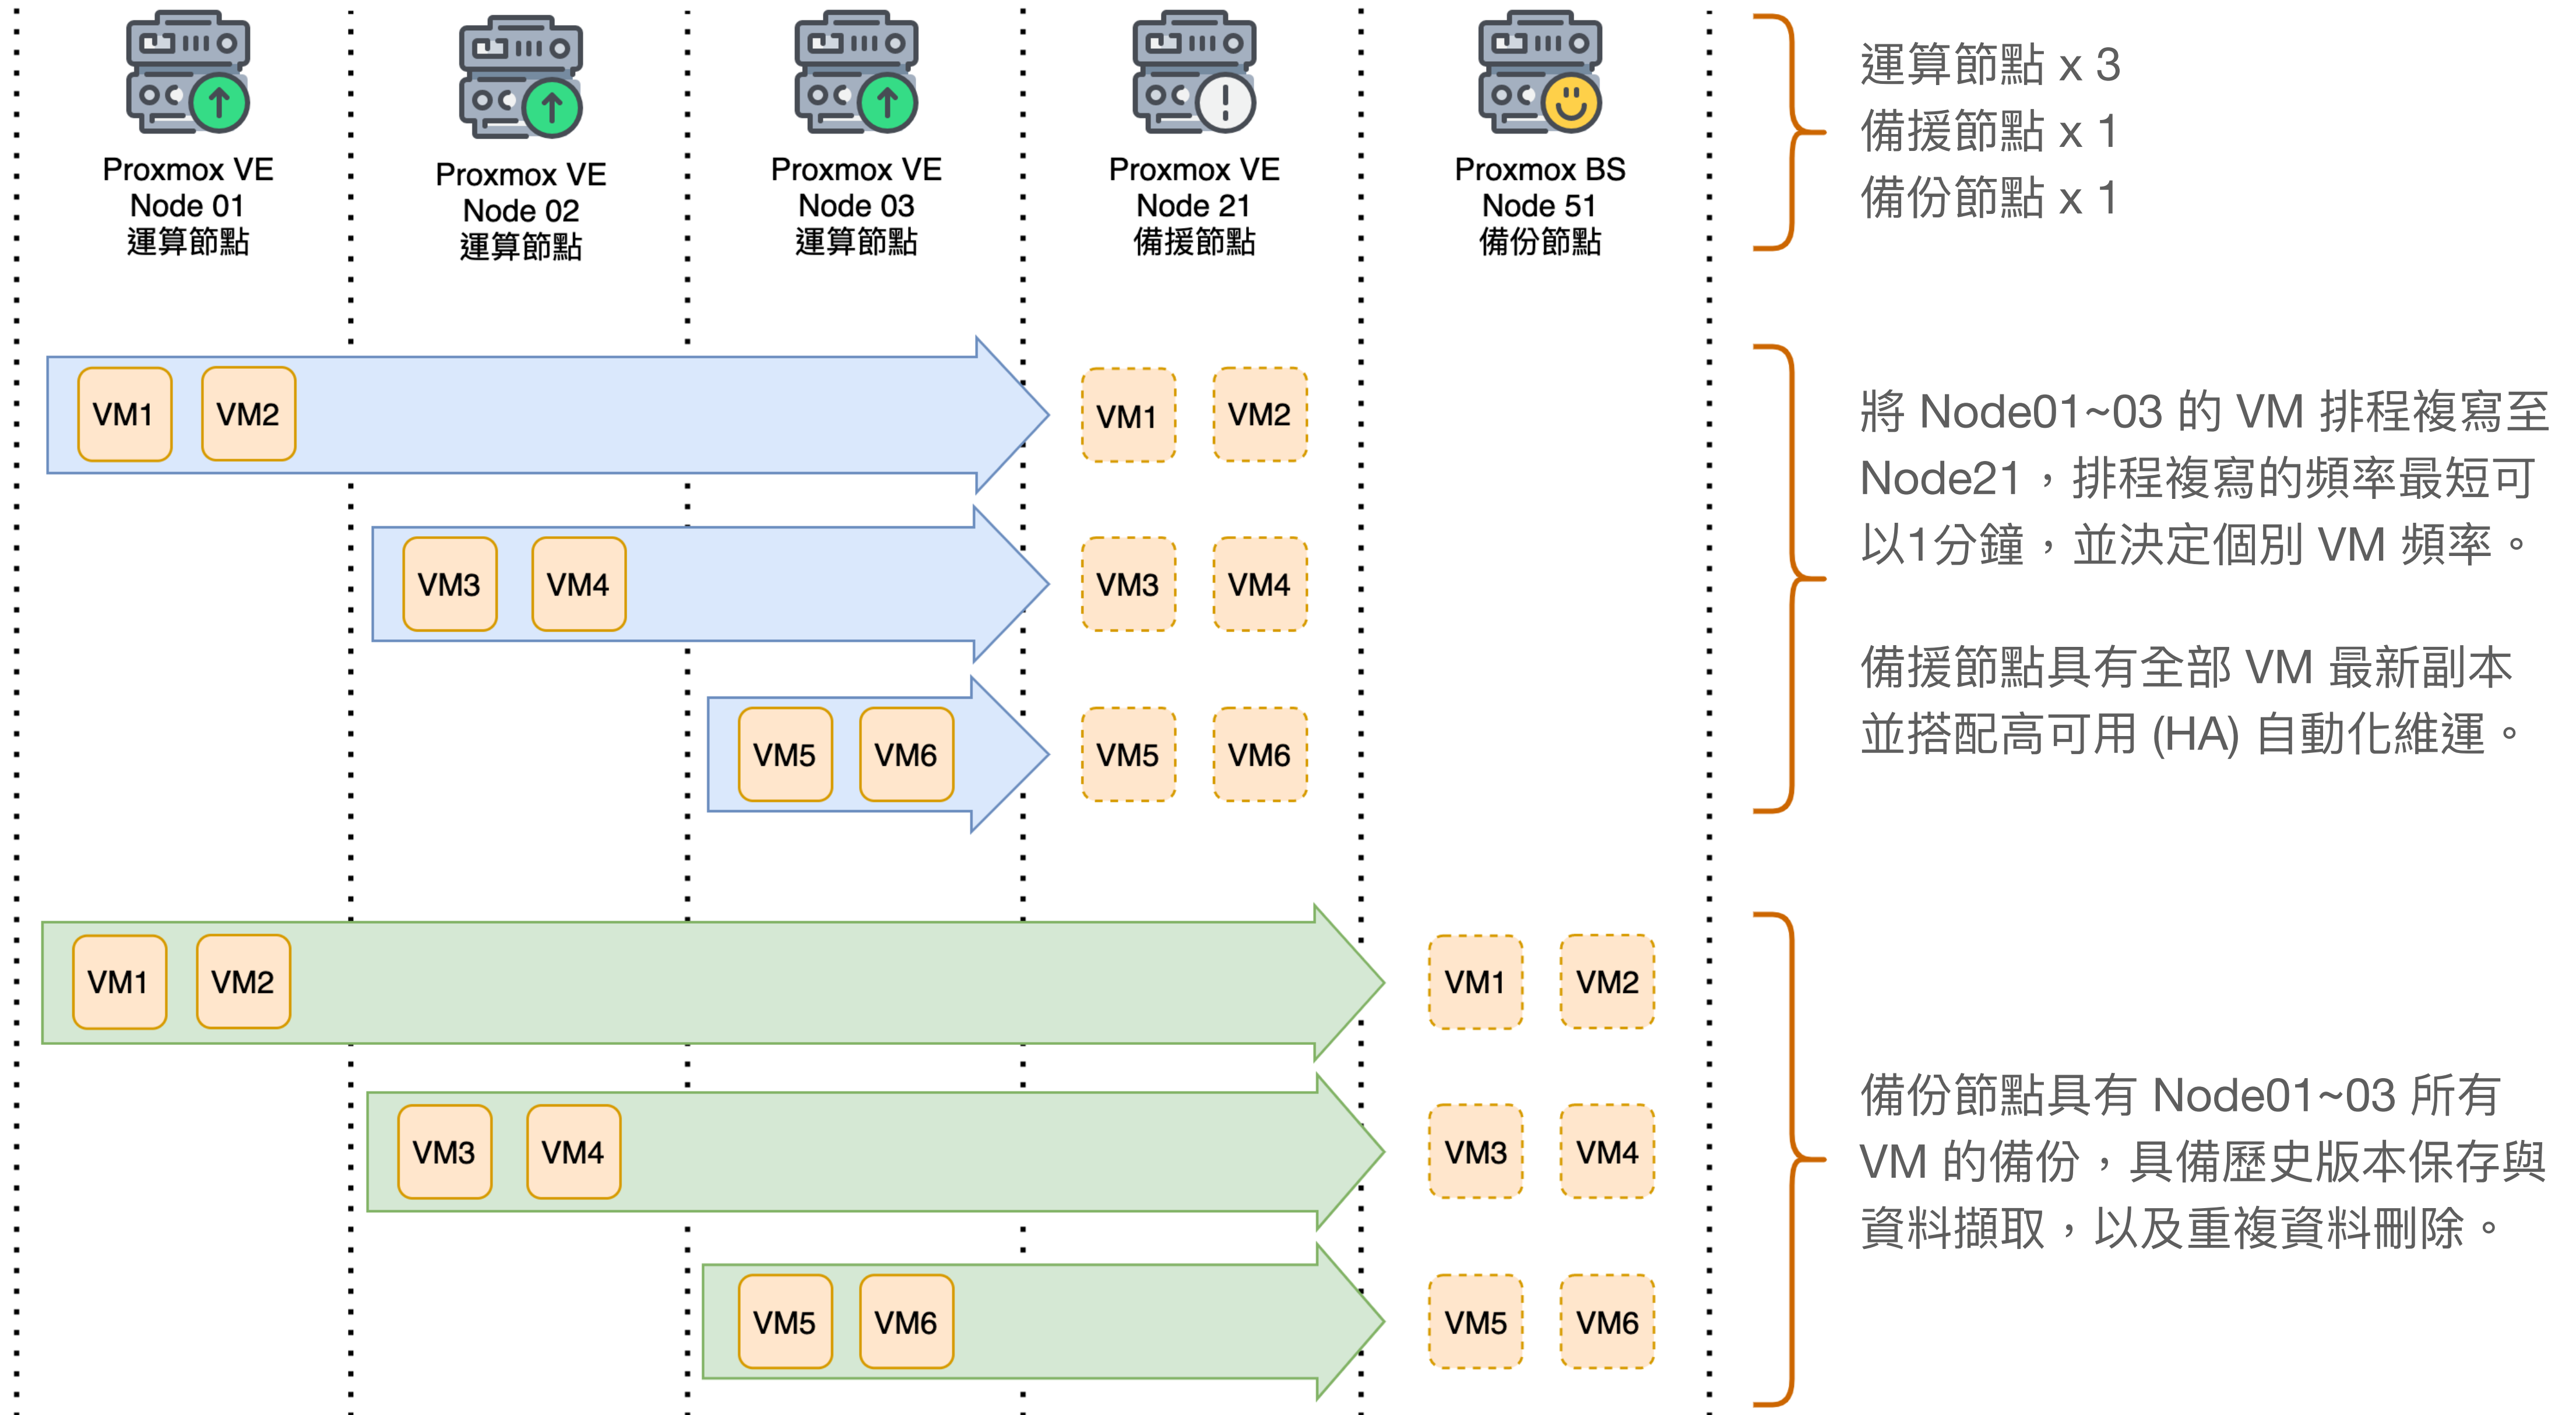 Proxmox VE
Node 01
運算節點
Proxmox VE
Node 02
運算節點
Proxmox VE
Node 03
運算節點
Proxmox VE
Node 21
備援節點
Proxmox BS
Node 51
備份節點
運算節點 x 3
備援節點 x 1
備份節點 x 1
VM1 VM2 VM1 VM2
VM3 VM4 VM3 VM4
VM5 VM6 VM5 VM6
將 Node01~03 的 VM 排程複寫至
Node21，排程複寫的頻率最短可
以1分鐘，並決定個別 VM 頻率。
備援節點具有全部 VM 最新副本
並搭配高可用 (HA) 自動化維運。
VM1 VM2 VM1 VM2
VM3 VM4 VM3 VM4
VM5 VM6 VM5 VM6
備份節點具有 Node01~03 所有
VM 的備份，具備歷史版本保存與
資料擷取，以及重複資料刪除。